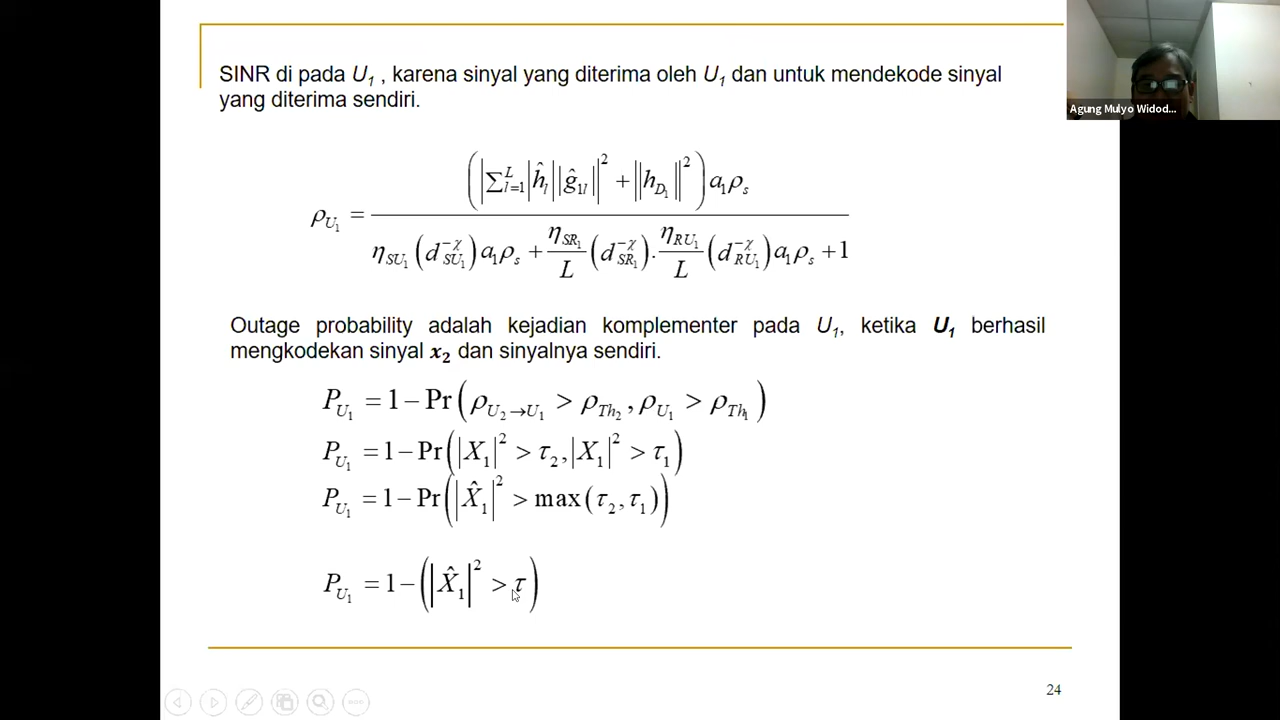 SINR di pada U₁ , karena sinyal yang diterima oleh U₁ dan untuk mendekode sinyal
yang diterima sendiri.
Agung Mulyo Widod...
ρ_{U₁} = ((|∑_{l=1}^{L} |ĥ_l||ĝ_{1l}||² + ||h_{D₁}||²) a₁ρ_s) / (η_{SU₁}(d_{SU₁}^{-χ})a₁ρ_s + (η_{SR₁}/L)(d_{SR₁}^{-χ}).(η_{RU₁}/L)(d_{RU₁}^{-χ})a₁ρ_s + 1)
Outage probability adalah kejadian komplementer pada U₁, ketika U₁ berhasil
mengkodekan sinyal x₂ dan sinyalnya sendiri.
P_{U₁} = 1 − Pr(ρ_{U₂→U₁} > ρ_{Th₂}, ρ_{U₁} > ρ_{Th₁})
P_{U₁} = 1 − Pr(|X₁|² > τ₂, |X₁|² > τ₁)
P_{U₁} = 1 − Pr(|X̂₁|² > max(τ₂, τ₁))
P_{U₁} = 1 − (|X̂₁|² > τ)
24